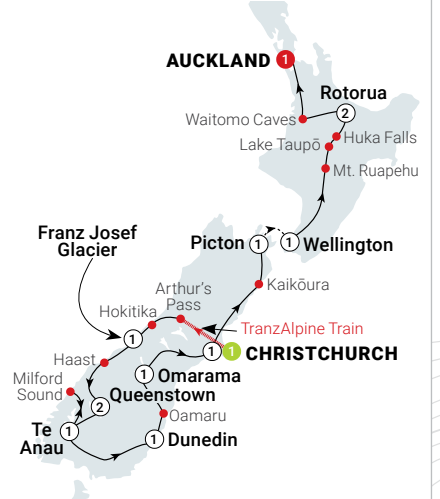 AUCKLAND 1
Rotorua
2
Waitomo Caves
Huka Falls
Lake Taupō
Mt. Ruapehu
Franz Josef
Glacier
Picton 1
1 Wellington
Arthur's
Pass
Kaikōura
Hokitika
TranzAlpine Train
1
1 1 CHRISTCHURCH
Haast
1 Omarama
Milford
Sound
Queenstown
2
Oamaru
Te
Anau
1
1 Dunedin